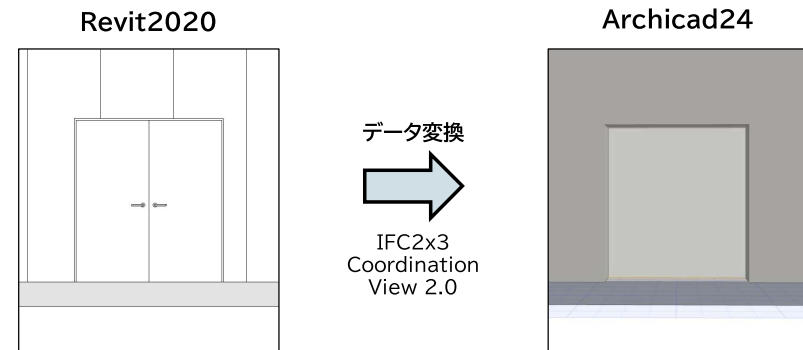 Revit2020
Archicad24
データ変換
IFC2x3
Coordination
View 2.0